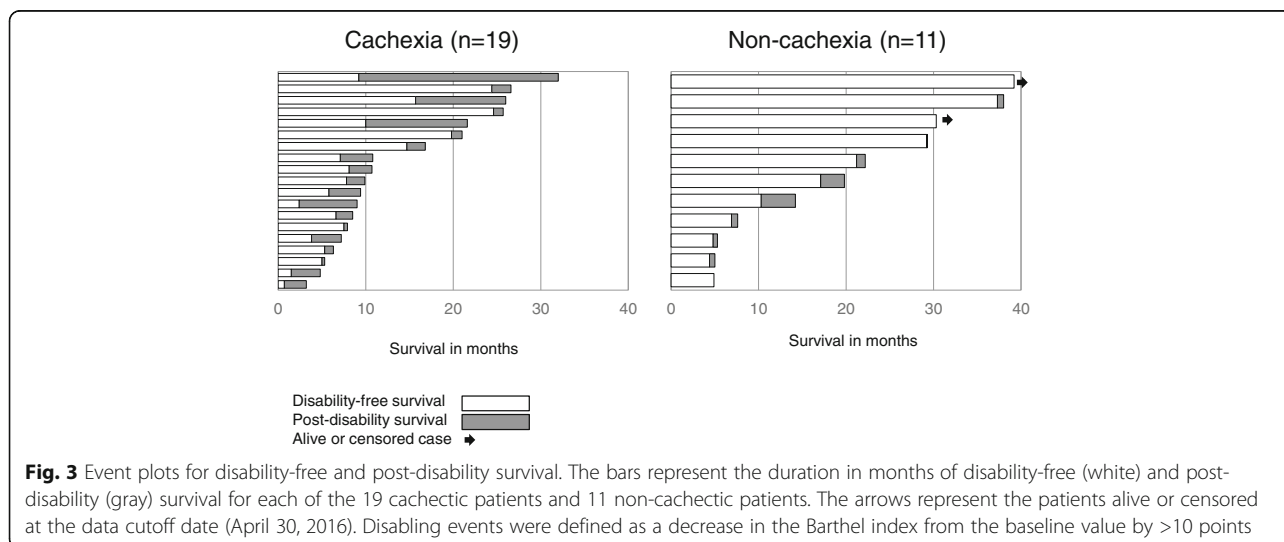 Cachexia (n=19)
Non-cachexia (n=11)
0 10 20 30 40
0 10 20 30 40
Survival in months
Survival in months
Disability-free survival
Post-disability survival
Alive or censored case
Fig. 3 Event plots for disability-free and post-disability survival. The bars represent the duration in months of disability-free (white) and post-
disability (gray) survival for each of the 19 cachectic patients and 11 non-cachectic patients. The arrows represent the patients alive or censored
at the data cutoff date (April 30, 2016). Disabling events were defined as a decrease in the Barthel index from the baseline value by >10 points